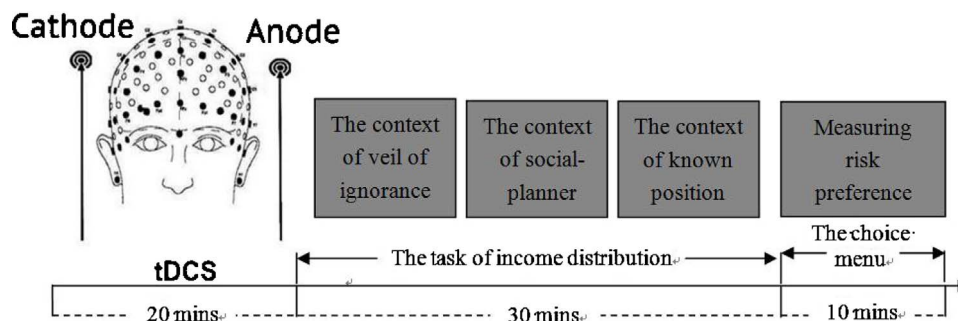 Cathode
Anode
The context
of veil of
ignorance
The context
of social-
planner
The context
of known
position
Measuring
risk
preference
The task of income distribution
The choice
menu
tDCS
20 mins
30 mins
10 mins